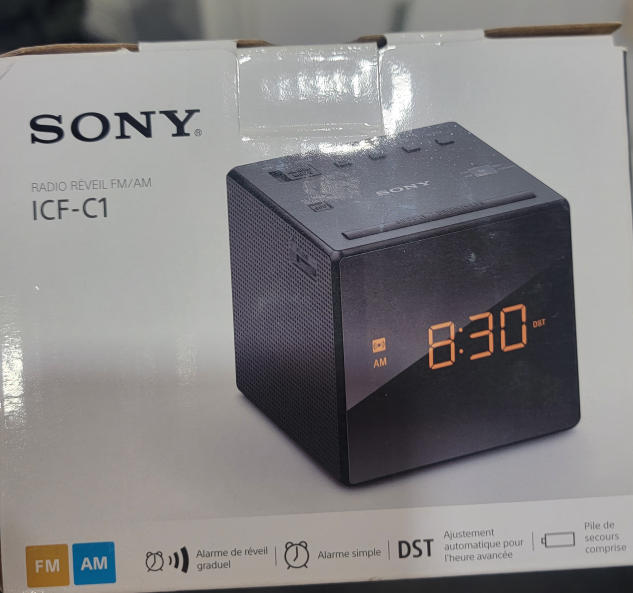 SONY®
RADIO RÉVEIL FM/AM
ICF-C1
SONY
AM
8:30
DST
FM
AM
Alarme de réveil
graduel
Alarme simple
DST
Ajustement
automatique pour
l'heure avancée
Pile de
secours
comprise